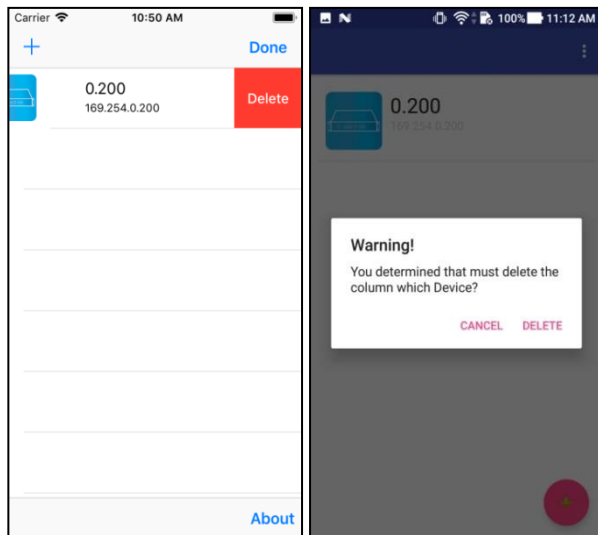 Carrier 10:50 AM
Done
0.200
169.254.0.200
Delete
About
100% 11:12 AM
0.200
169.254.0.200
Warning!
You determined that must delete the
column which Device?
CANCEL DELETE